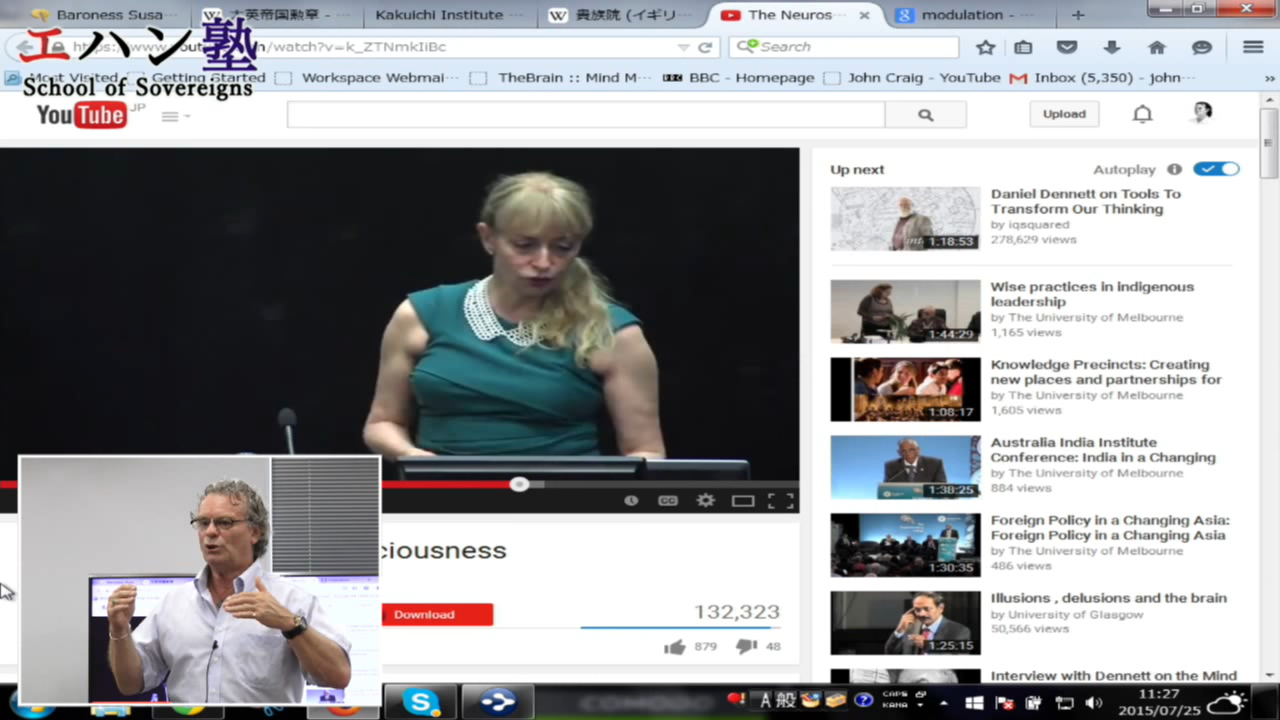 Baroness Susa
大英帝国勲章 -
Kakuichi Institute
貴族院 (イギリ
The Neuros
modulation -
エハン塾
School of Sovereigns
/watch?v=k_ZTNmkIiBc
Search
Most Visited
Getting Started
Workspace Webmai
TheBrain :: Mind M
BBC - Homepage
John Craig - YouTube
Inbox (5,350) - john
YouTube JP
Upload
Up next
Autoplay
Daniel Dennett on Tools To
Transform Our Thinking
by iqsquared
278,629 views
1:18:53
Wise practices in indigenous
leadership
by The University of Melbourne
1,165 views
1:44:29
Knowledge Precincts: Creating
new places and partnerships for
by The University of Melbourne
1,605 views
1:08:17
Australia India Institute
Conference: India in a Changing
by The University of Melbourne
884 views
1:38:25
Foreign Policy in a Changing Asia:
Foreign Policy in a Changing Asia
by The University of Melbourne
486 views
1:30:35
Illusions , delusions and the brain
by University of Glasgow
50,566 views
1:25:15
Interview with Dennett on the Mind
CC
ciousness
Download
132,323
879
48
A 般
CAPS
KANA
11:27
2015/07/25